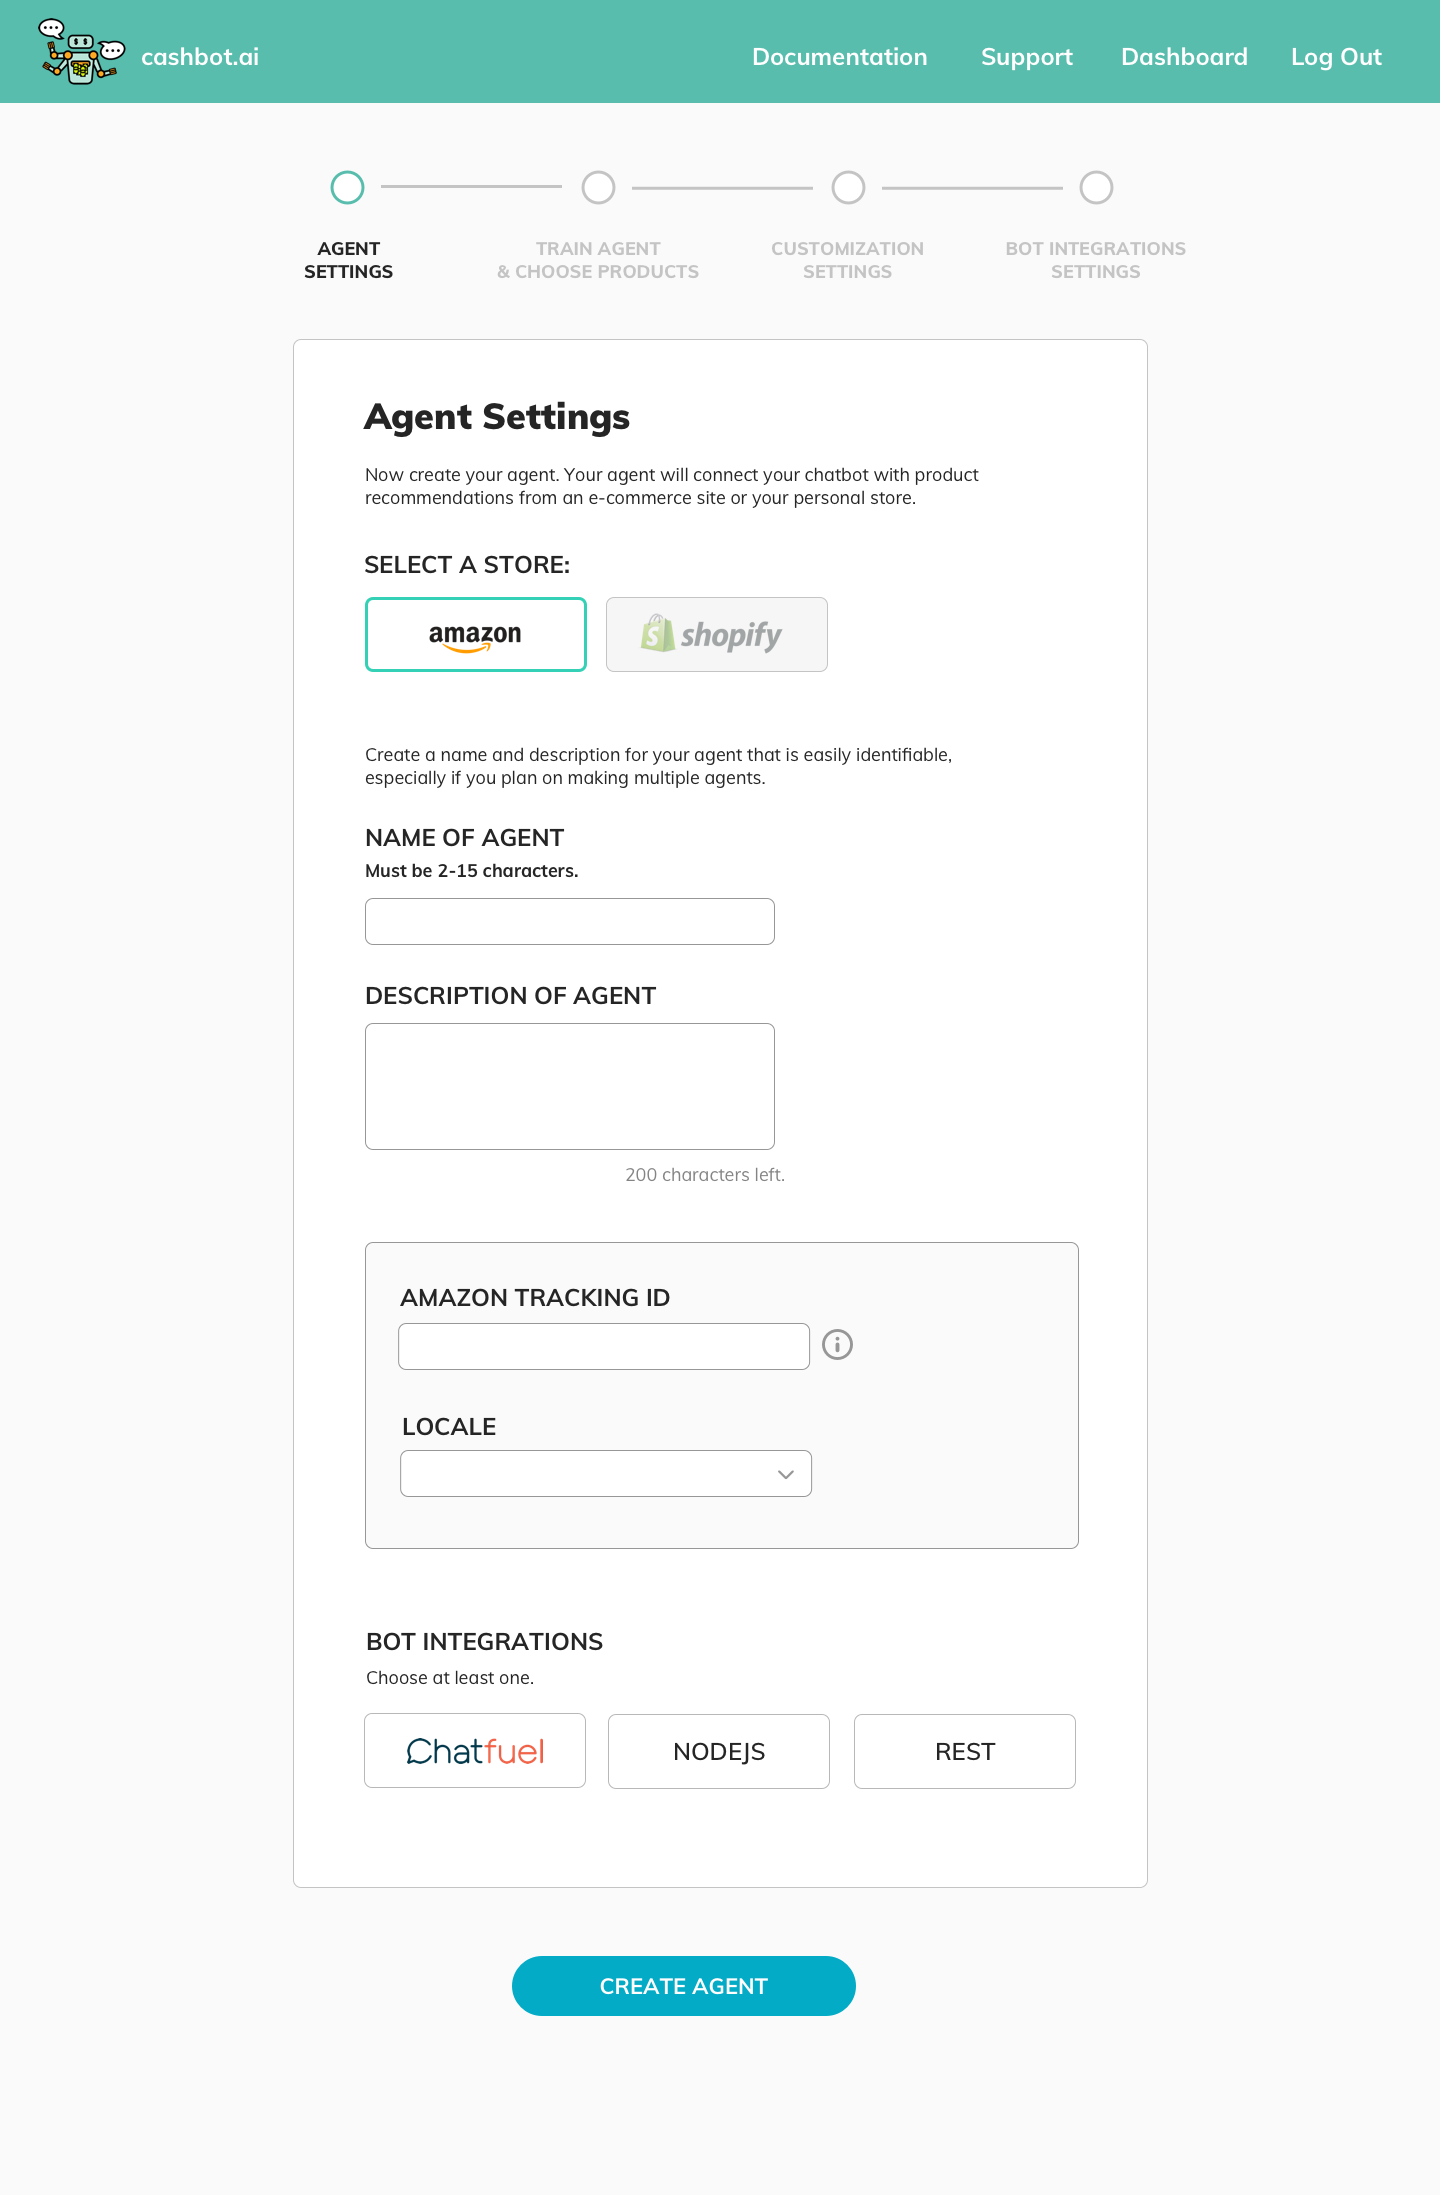 cashbot.ai
Documentation
Support
Dashboard
Log Out
AGENT
SETTINGS
TRAIN AGENT
& CHOOSE PRODUCTS
CUSTOMIZATION
SETTINGS
BOT INTEGRATIONS
SETTINGS
Agent Settings
Now create your agent. Your agent will connect your chatbot with product
recommendations from an e-commerce site or your personal store.
SELECT A STORE:
amazon
shopify
Create a name and description for your agent that is easily identifiable,
especially if you plan on making multiple agents.
NAME OF AGENT
Must be 2-15 characters.
DESCRIPTION OF AGENT
200 characters left.
AMAZON TRACKING ID
LOCALE
BOT INTEGRATIONS
Choose at least one.
Chatfuel
NODEJS
REST
CREATE AGENT